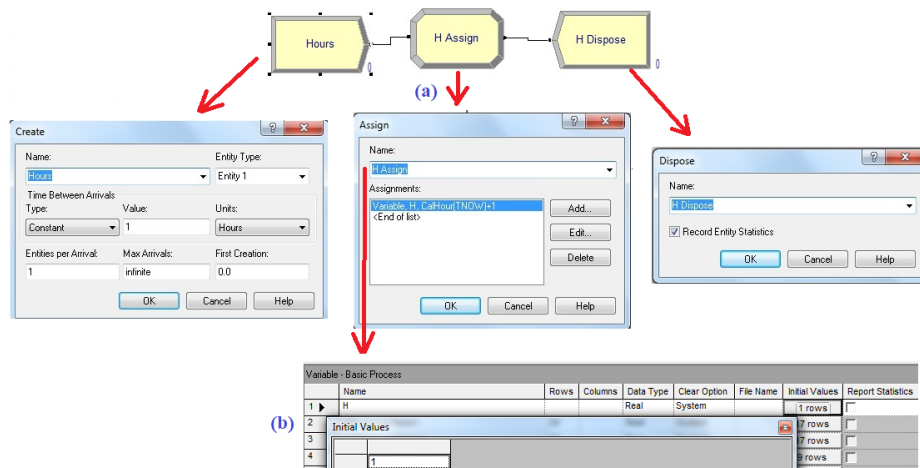 Hours
H Assign
H Dispose
0
0
(a)
Create
Name:
Entity Type:
Hours
Entity 1
Time Between Arrivals
Type:
Value:
Units:
Constant
1
Hours
Entities per Arrival:
Max Arrivals:
First Creation:
1
infinite
0.0
OK
Cancel
Help
Assign
Name:
H Assign
Assignments:
Variable, H, CalHour(TNOW)+1
<End of list>
Add...
Edit...
Delete
OK
Cancel
Help
Dispose
Name:
H Dispose
Record Entity Statistics
OK
Cancel
Help
(b)
Variable - Basic Process
Name Rows Columns Data Type Clear Option File Name Initial Values Report Statistics
1 H Real System 1 rows
2 7 rows
3 7 rows
4 9 rows
Initial Values
1